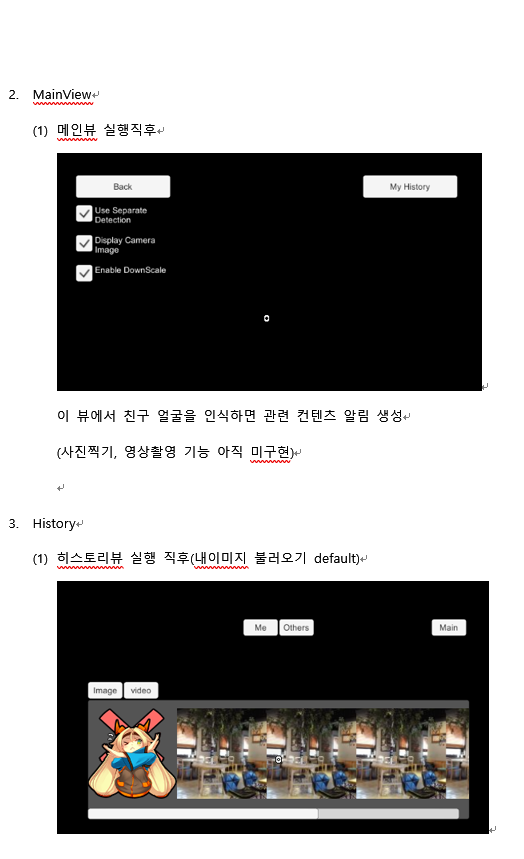 2. MainView
(1) 메인뷰 실행직후
Back
My History
Use Separate
Detection
Display Camera
Image
Enable DownScale
0
이 뷰에서 친구 얼굴을 인식하면 관련 컨텐츠 알림 생성
(사진찍기, 영상촬영 기능 아직 미구현)
3. History
(1) 히스토리뷰 실행 직후(내이미지 불러오기 default)
Me Others Main
Image video